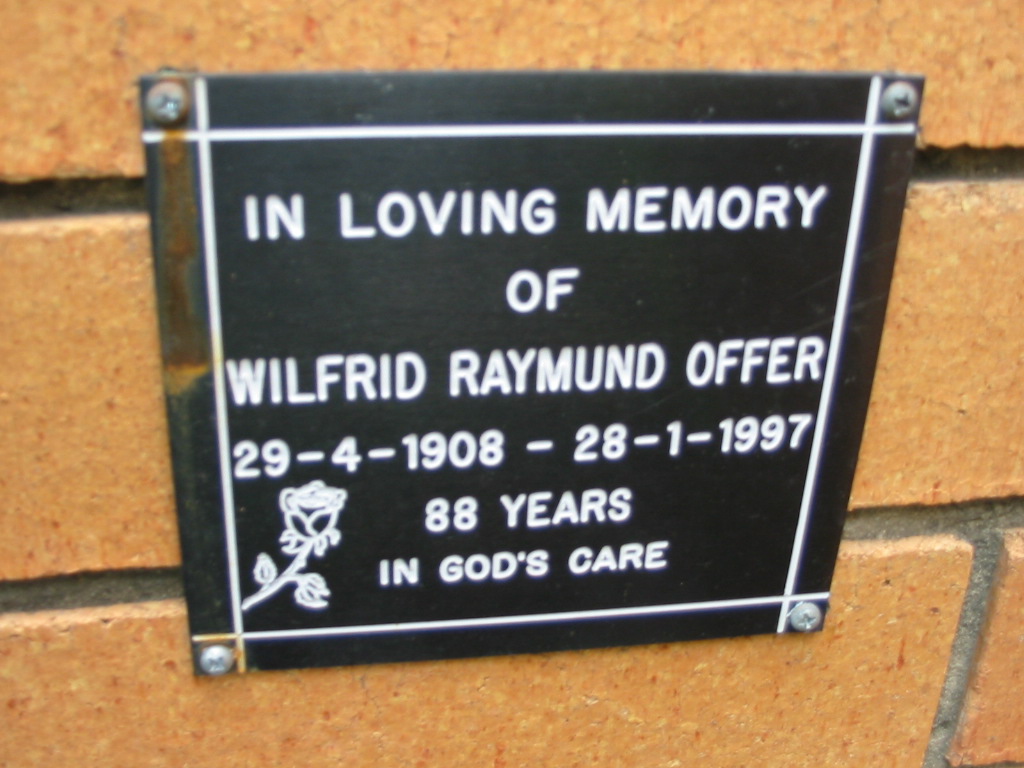 IN LOVING MEMORY
OF
WILFRID RAYMUND OFFER
29-4-1908 - 28-1-1997
88 YEARS
IN GOD'S CARE